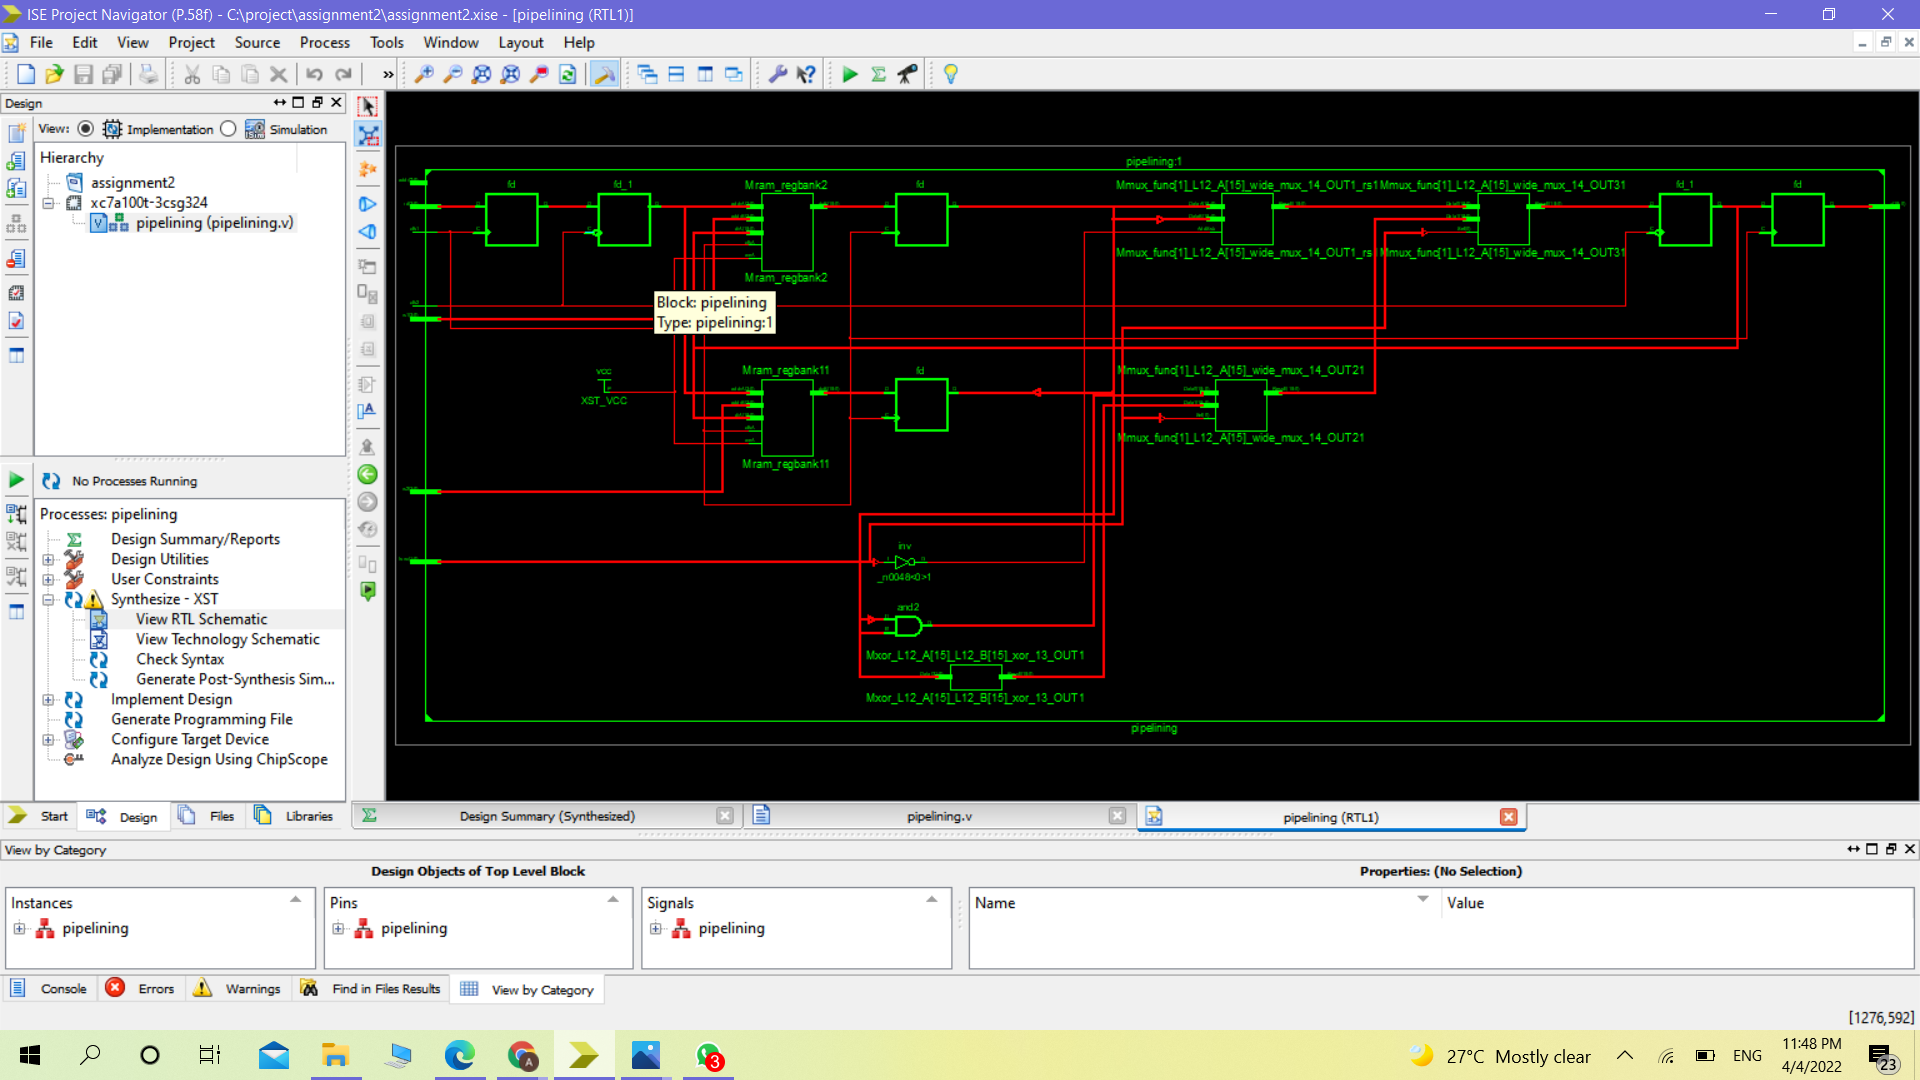 ISE Project Navigator (P.58f) - C:\project\assignment2\assignment2.xise - [pipelining (RTL1)]
File Edit View Project Source Process Tools Window Layout Help
Design
View: Implementation Simulation
Hierarchy
assignment2
xc7a100t-3csg324
pipelining (pipelining.v)
No Processes Running
Processes: pipelining
Design Summary/Reports
Design Utilities
User Constraints
Synthesize - XST
View RTL Schematic
View Technology Schematic
Check Syntax
Generate Post-Synthesis Sim...
Implement Design
Generate Programming File
Configure Target Device
Analyze Design Using ChipScope
Start Design Files Libraries
pipelining:1
fd fd_1 Mram_regbank2 fd Mmux_func[1]_L12_A[15]_wide_mux_14_OUT1_rs1 Mmux_func[1]_L12_A[15]_wide_mux_14_OUT31 fd_1 fd
Mram_regbank2 Mmux_func[1]_L12_A[15]_wide_mux_14_OUT1_rs Mmux_func[1]_L12_A[15]_wide_mux_14_OUT31
Block: pipelining
Type: pipelining:1
VCC
XST_VCC
Mram_regbank11 fd Mmux_func[1]_L12_A[15]_wide_mux_14_OUT21
Mram_regbank11 Mmux_func[1]_L12_A[15]_wide_mux_14_OUT21
inv
_n0048<0>1
and2
Mxor_L12_A[15]_L12_B[15]_xor_13_OUT1
Mxor_L12_A[15]_L12_B[15]_xor_13_OUT1
pipelining
Design Summary (Synthesized) pipelining.v pipelining (RTL1)
View by Category
Design Objects of Top Level Block
Properties: (No Selection)
Instances Pins Signals Name Value
pipelining pipelining pipelining
Console Errors Warnings Find in Files Results View by Category
[1276,592]
A 3 27°C Mostly clear ENG
11:48 PM
4/4/2022
23